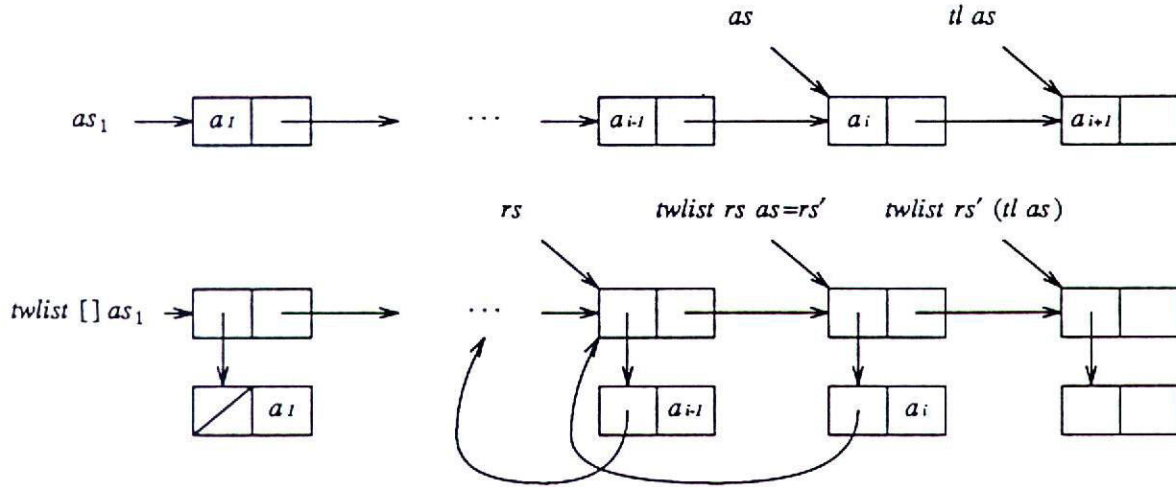 as tl as
as₁ a₁ ... aᵢ₋₁ aᵢ aᵢ₊₁
rs twlist rs as=rs′ twlist rs′ (tl as)
twlist [ ] as₁ ...
a₁ aᵢ₋₁ aᵢ